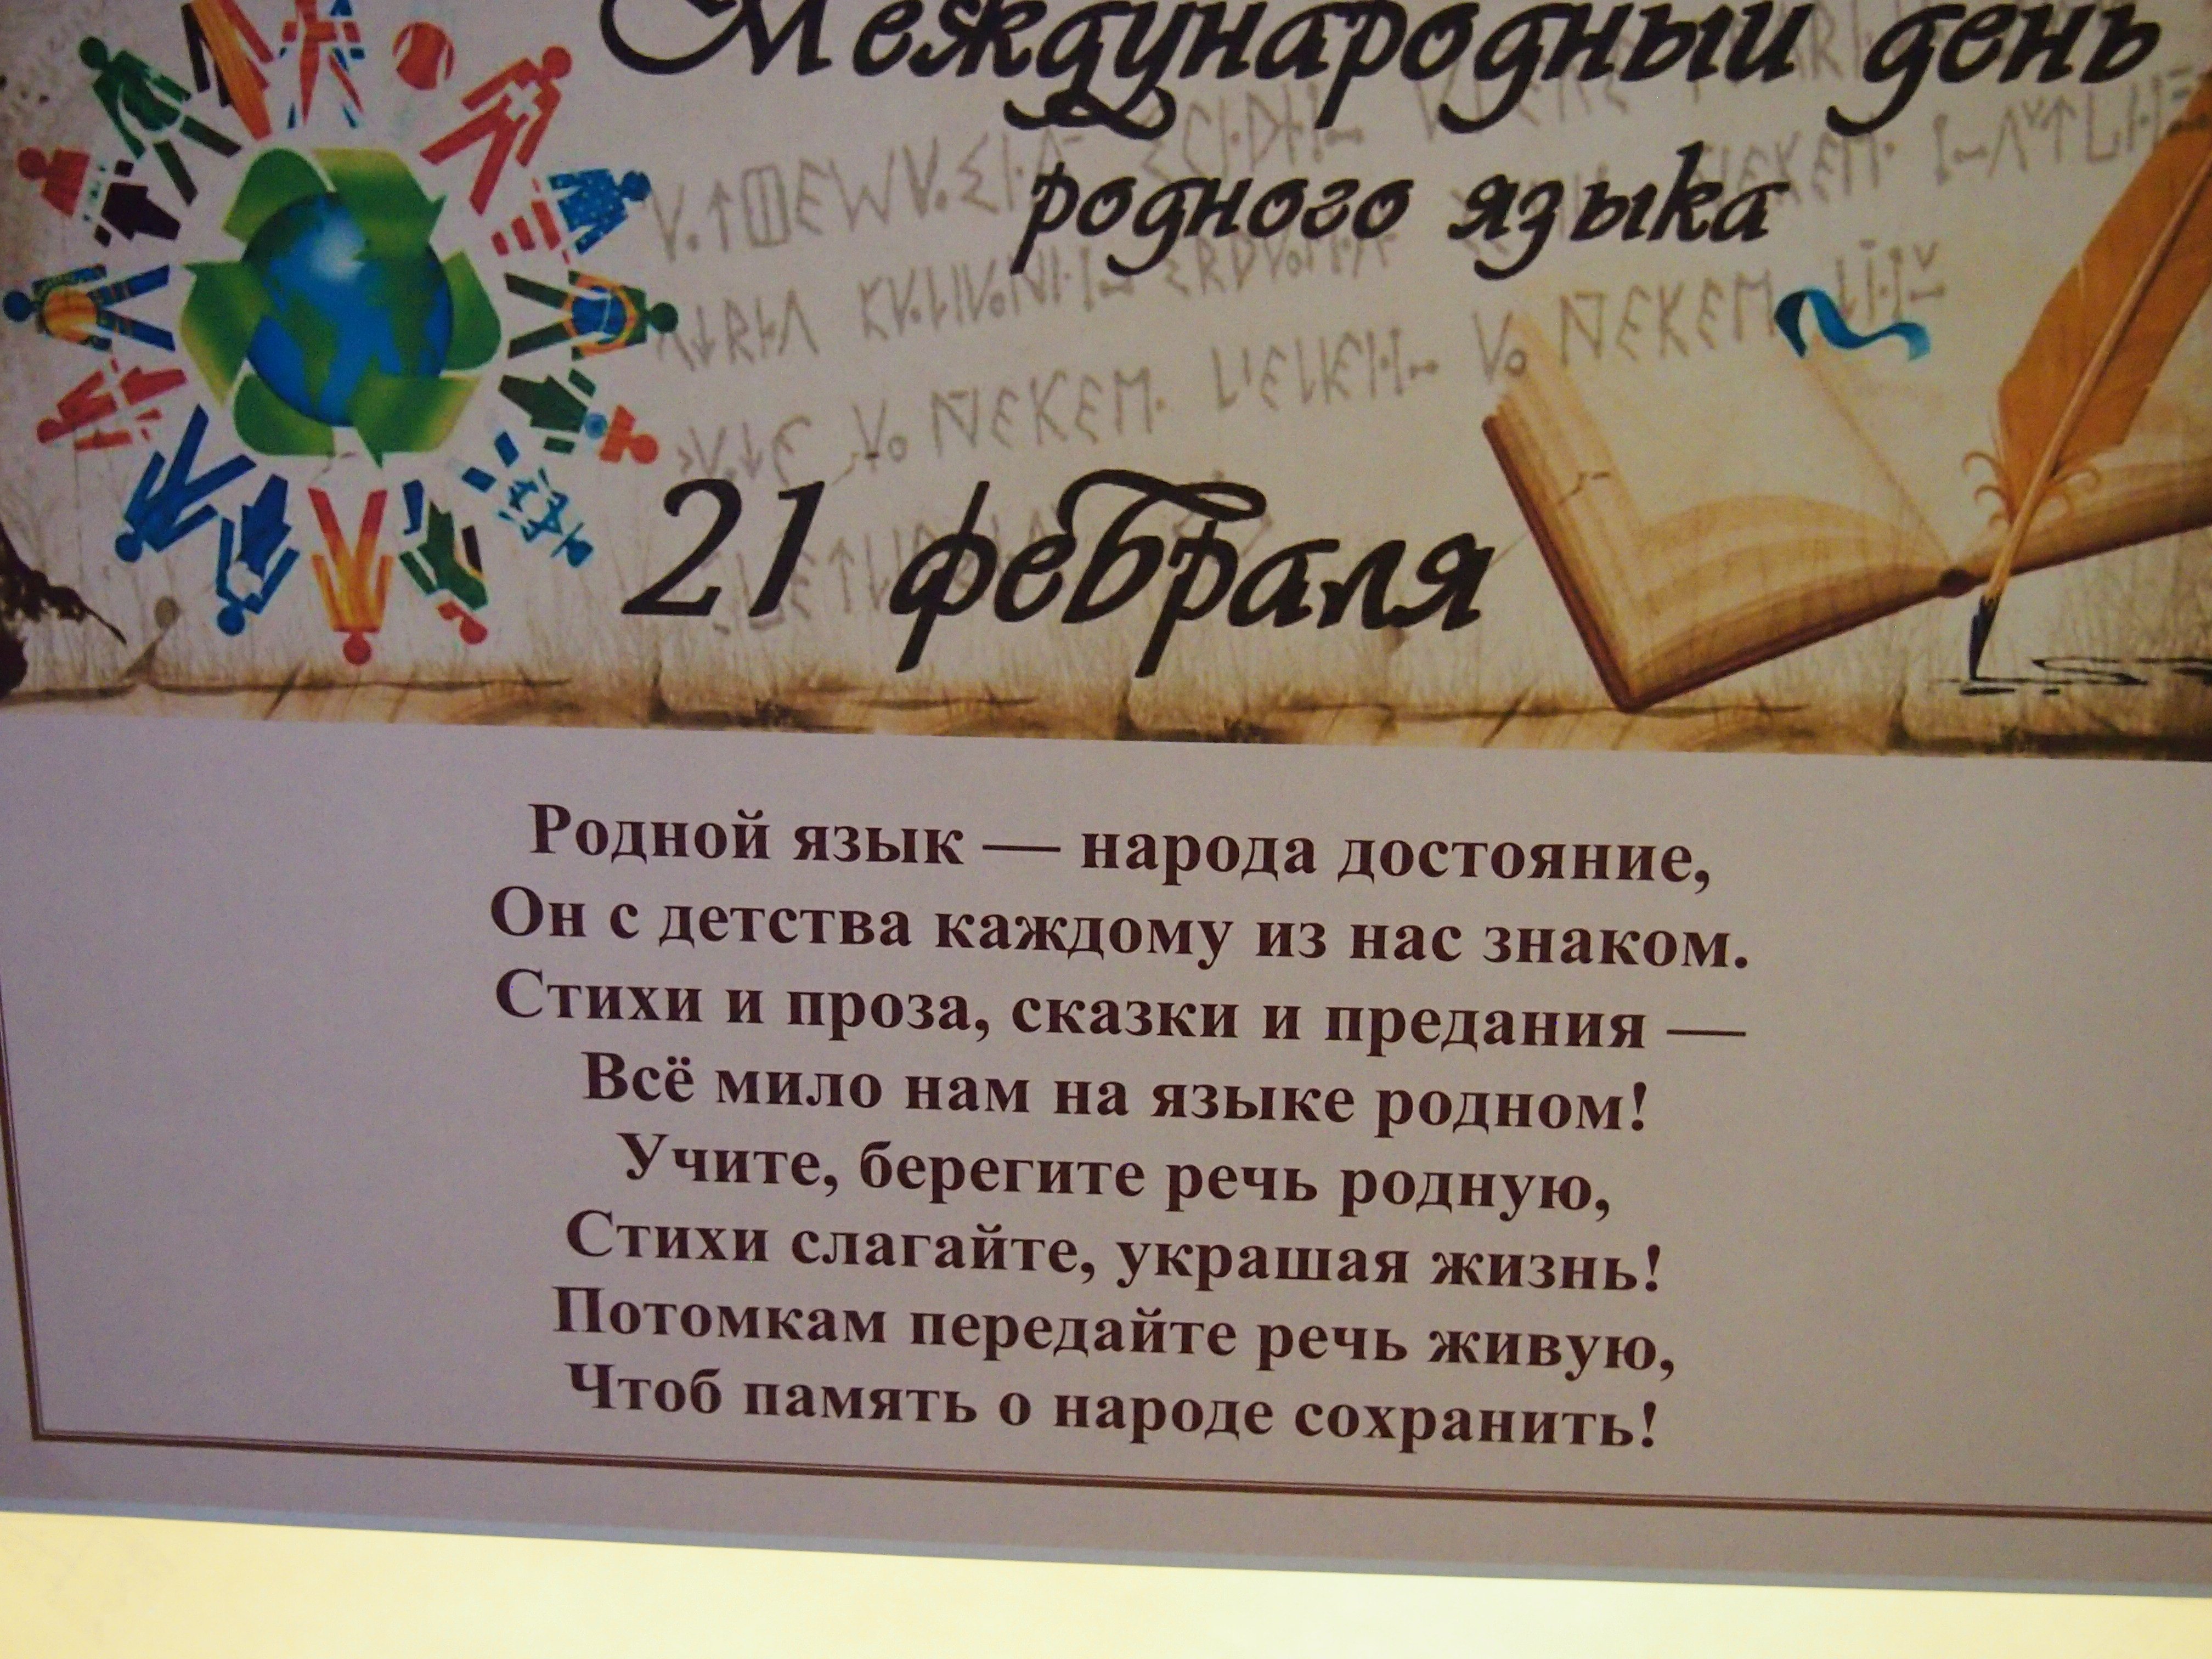 Международный день
родного языка
21 февраля
Родной язык — народа достояние,
Он с детства каждому из нас знаком.
Стихи и проза, сказки и предания —
Всё мило нам на языке родном!
Учите, берегите речь родную,
Стихи слагайте, украшая жизнь!
Потомкам передайте речь живую,
Чтоб память о народе сохранить!